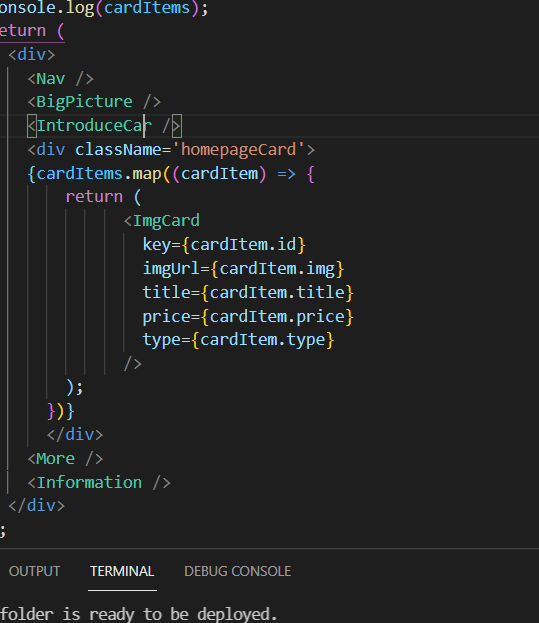 onsole.log(cardItems);
eturn (
<div>
<Nav />
<BigPicture />
<IntroduceCar />
<div className='homepageCard'>
{cardItems.map((cardItem) => {
return (
<ImgCard
key={cardItem.id}
imgUrl={cardItem.img}
title={cardItem.title}
price={cardItem.price}
type={cardItem.type}
/>
);
})}
</div>
<More />
<Information />
</div>
;
OUTPUT TERMINAL DEBUG CONSOLE
folder is ready to be deployed.